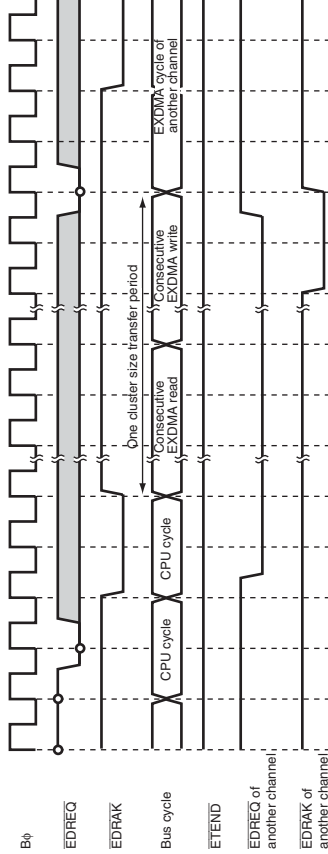 Bφ
EDREQ
EDRAK
Bus cycle
ETEND
EDREQ of
another channel
EDRAK of
another channel
CPU cycle
CPU cycle
One cluster size transfer period
Consecutive
EXDMA read
Consecutive
EXDMA write
EXDMA cycle of
another channel